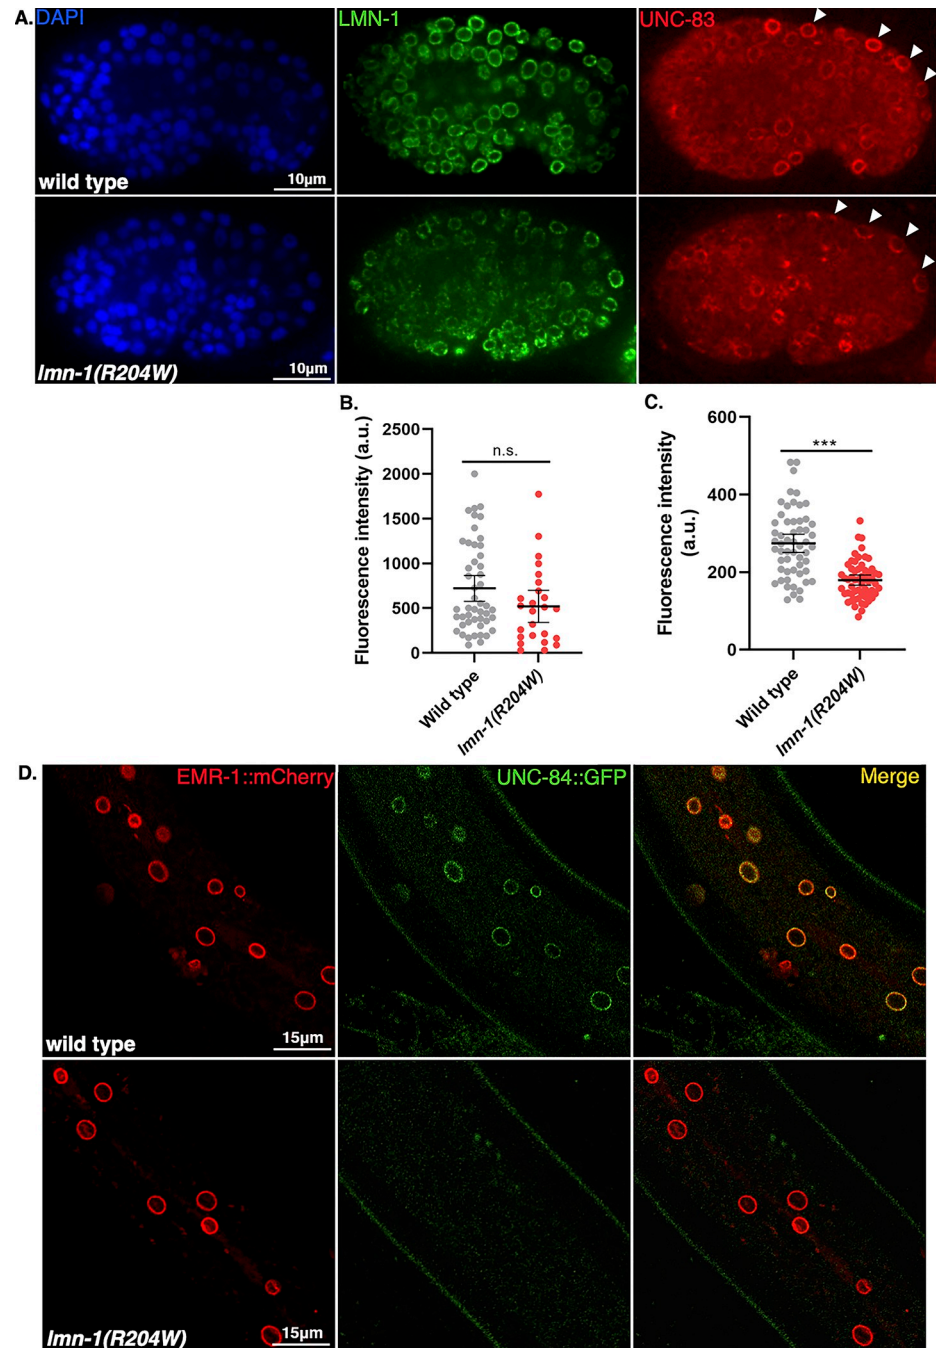 A.
DAPI
LMN-1
UNC-83
wild type
10µm
lmn-1(R204W)
10µm
B.
Fluorescence intensity (a.u.)
2500
2000
1500
1000
500
0
n.s.
Wild type
lmn-1(R204W)
C.
Fluorescence intensity
(a.u.)
600
400
200
0
***
Wild type
lmn-1(R204W)
D.
EMR-1::mCherry
UNC-84::GFP
Merge
wild type
15µm
lmn-1(R204W)
15µm